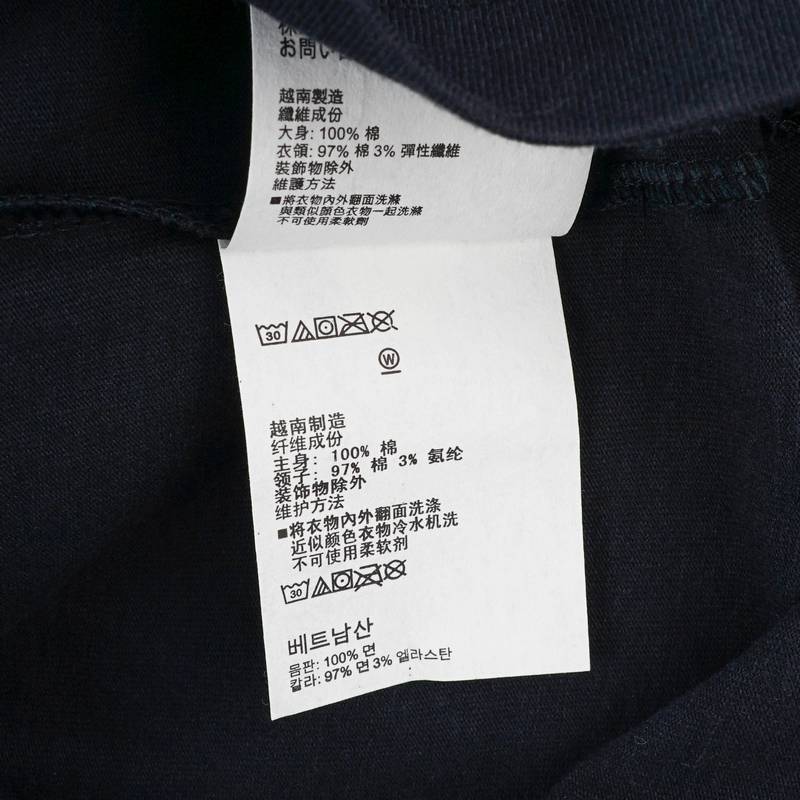 お問い
越南製造
纖維成份
大身: 100% 棉
衣領: 97% 棉 3% 彈性纖維
裝飾物除外
維護方法
■將衣物內外翻面洗滌
與類似顏色衣物一起洗滌
不可使用柔軟劑
30
W
越南制造
纤维成份
主身: 100% 棉
领子: 97% 棉 3% 氨纶
装饰物除外
维护方法
■将衣物内外翻面洗涤
近似颜色衣物冷水机洗
不可使用柔软剂
30
베트남산
몸판: 100% 면
칼라: 97% 면 3% 엘라스탄